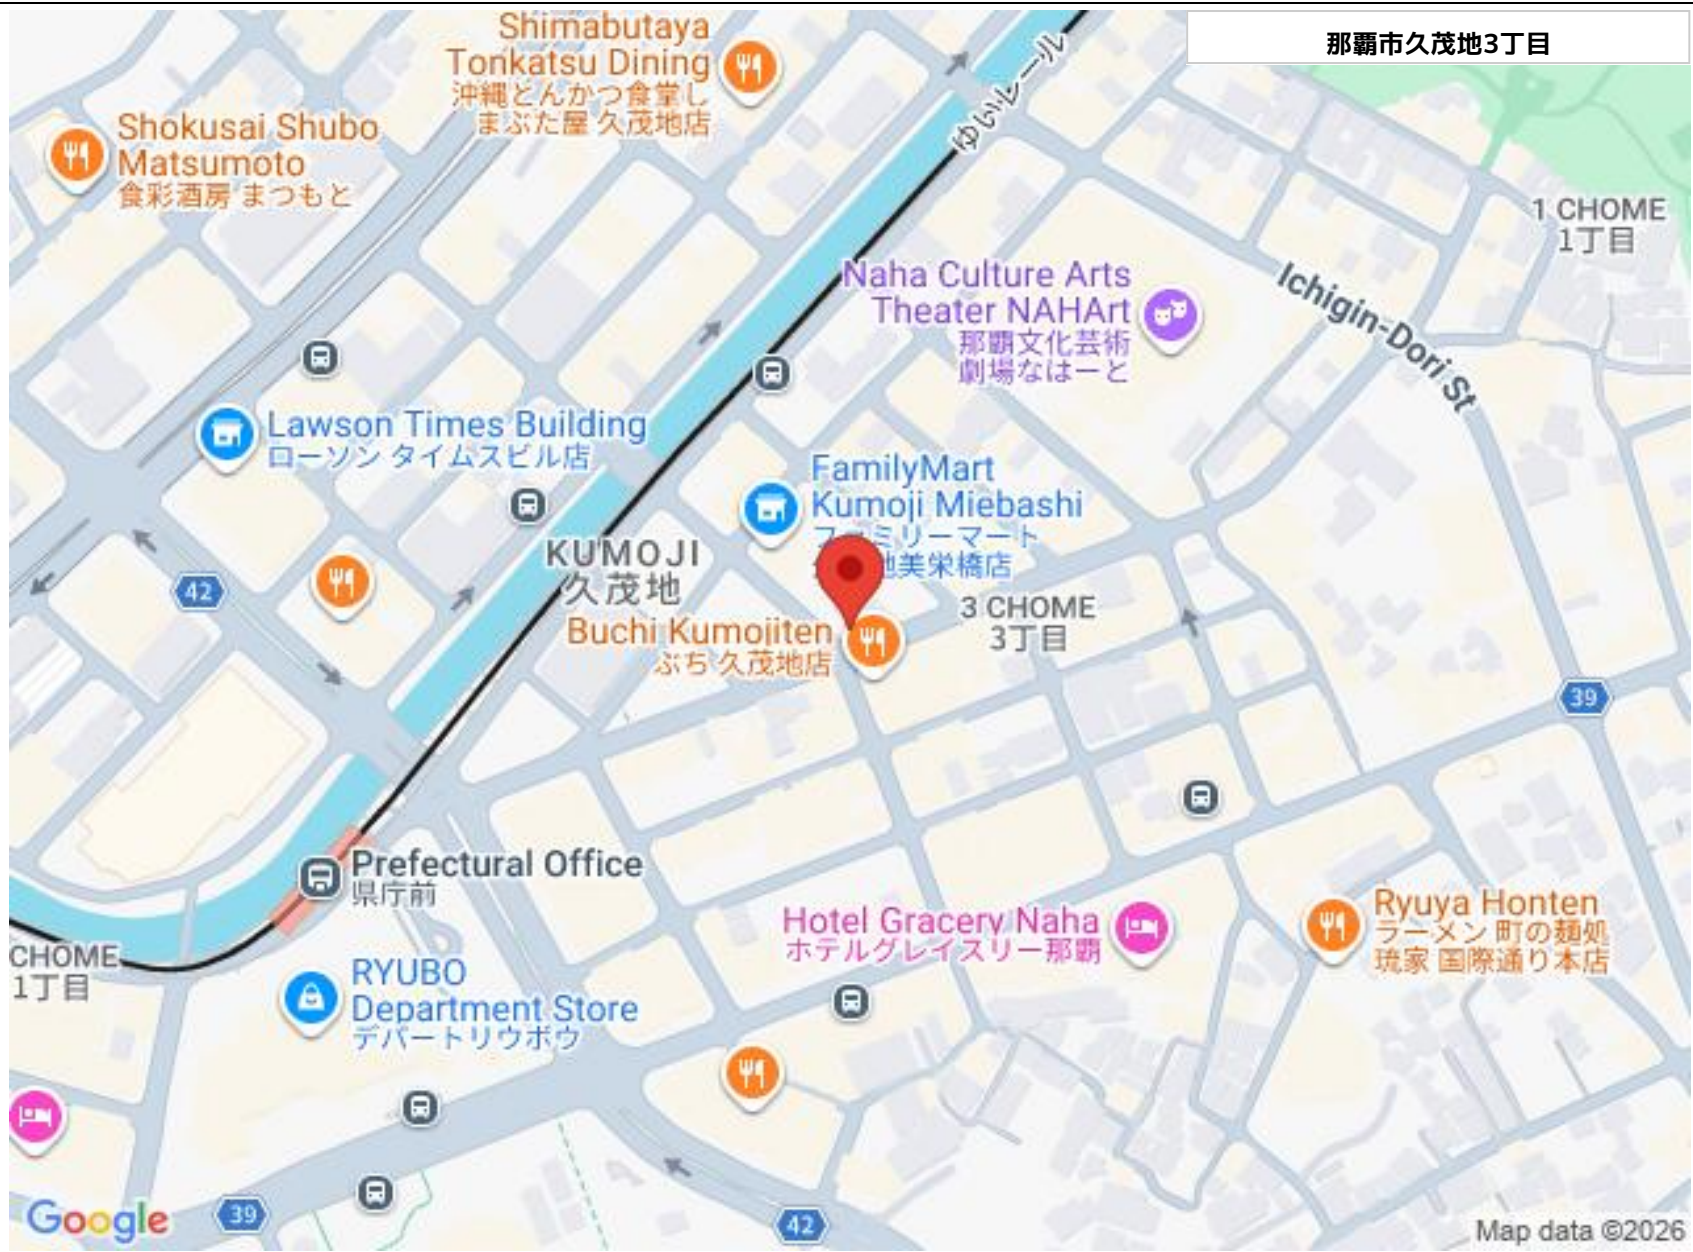 那覇市久茂地3丁目
Shimabutaya
Tonkatsu Dining
沖縄とんかつ食堂し
まぶた屋 久茂地店
ゆいレール
Shokusai Shubo
Matsumoto
食彩酒房 まつもと
1 CHOME
1丁目
Naha Culture Arts
Theater NAHArt
那覇文化芸術
劇場なはーと
Ichigin-Dori St
Lawson Times Building
ローソン タイムスビル店
FamilyMart
Kumoji Miebashi
ファミリーマート
地美栄橋店
KUMOJI
久茂地
42
3 CHOME
3丁目
Buchi Kumojiten
ぶち 久茂地店
39
Prefectural Office
県庁前
Hotel Gracery Naha
ホテルグレイスリー那覇
Ryuya Honten
ラーメン 町の麺処
琉家 国際通り本店
CHOME
1丁目
RYUBO
Department Store
デパートリウボウ
Google
39
42
Map data ©2026